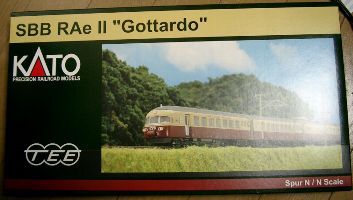 SBB RAe II "Gottardo"
KATO
PRECISION RAILROAD MODELS
TEE
Spur N / N Scale